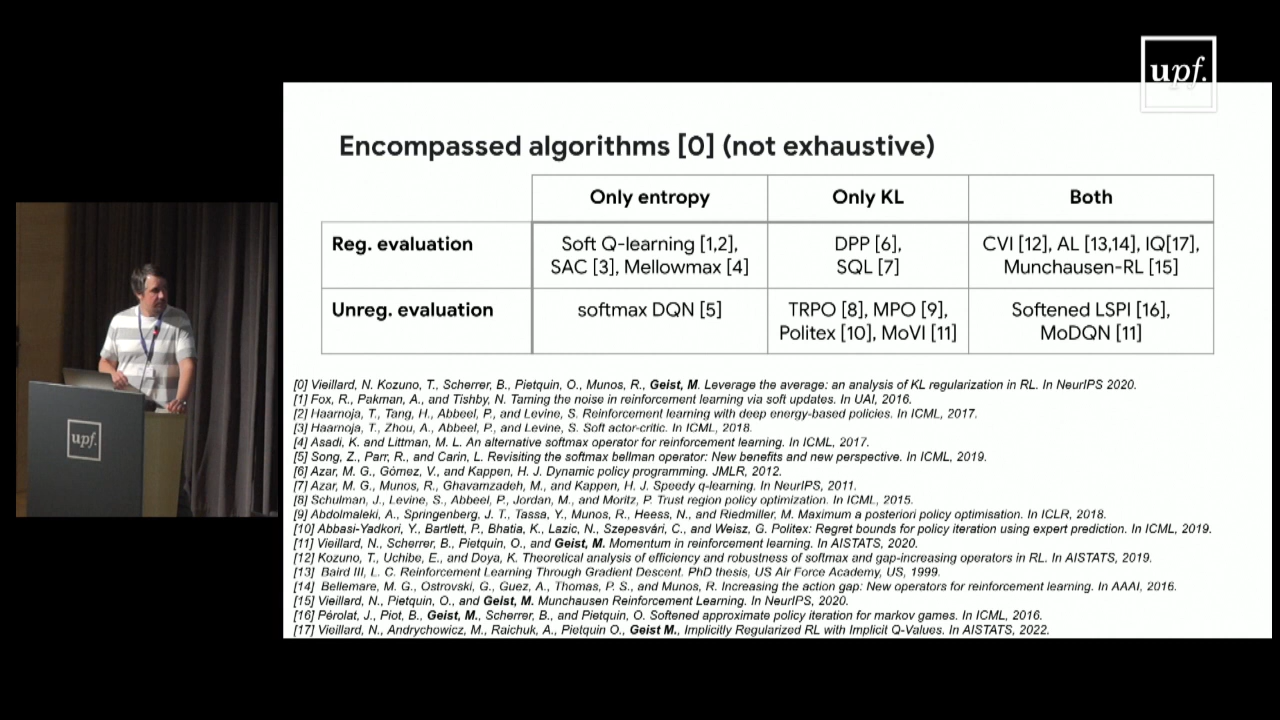 upf.
Encompassed algorithms [0] (not exhaustive)
Only entropy
Only KL
Both
Reg. evaluation
Soft Q-learning [1,2],
SAC [3], Mellowmax [4]
DPP [6],
SQL [7]
CVI [12], AL [13,14], IQ[17],
Munchausen-RL [15]
Unreg. evaluation
softmax DQN [5]
TRPO [8], MPO [9],
Politex [10], MoVI [11]
Softened LSPI [16],
MoDQN [11]
[0] Vieillard, N. Kozuno, T., Scherrer, B., Pietquin, O., Munos, R., Geist, M. Leverage the average: an analysis of KL regularization in RL. In NeurIPS 2020.
[1] Fox, R., Pakman, A., and Tishby, N. Taming the noise in reinforcement learning via soft updates. In UAI, 2016.
[2] Haarnoja, T., Tang, H., Abbeel, P., and Levine, S. Reinforcement learning with deep energy-based policies. In ICML, 2017.
[3] Haarnoja, T., Zhou, A., Abbeel, P., and Levine, S. Soft actor-critic. In ICML, 2018.
[4] Asadi, K. and Littman, M. L. An alternative softmax operator for reinforcement learning. In ICML, 2017.
[5] Song, Z., Parr, R., and Carin, L. Revisiting the softmax bellman operator: New benefits and new perspective. In ICML, 2019.
[6] Azar, M. G., Gómez, V., and Kappen, H. J. Dynamic policy programming. JMLR, 2012.
[7] Azar, M. G., Munos, R., Ghavamzadeh, M., and Kappen, H. J. Speedy q-learning. In NeurIPS, 2011.
[8] Schulman, J., Levine, S., Abbeel, P., Jordan, M., and Moritz, P. Trust region policy optimization. In ICML, 2015.
[9] Abdolmaleki, A., Springenberg, J. T., Tassa, Y., Munos, R., Heess, N., and Riedmiller, M. Maximum a posteriori policy optimisation. In ICLR, 2018.
[10] Abbasi-Yadkori, Y., Bartlett, P., Bhatia, K., Lazic, N., Szepesvári, C., and Weisz, G. Politex: Regret bounds for policy iteration using expert prediction. In ICML, 2019.
[11] Vieillard, N., Scherrer, B., Pietquin, O., and Geist, M. Momentum in reinforcement learning. In AISTATS, 2020.
[12] Kozuno, T., Uchibe, E., and Doya, K. Theoretical analysis of efficiency and robustness of softmax and gap-increasing operators in RL. In AISTATS, 2019.
[13] Baird III, L. C. Reinforcement Learning Through Gradient Descent. PhD thesis, US Air Force Academy, US, 1999.
[14] Bellemare, M. G., Ostrovski, G., Guez, A., Thomas, P. S., and Munos, R. Increasing the action gap: New operators for reinforcement learning. In AAAI, 2016.
[15] Vieillard, N., Pietquin, O., and Geist, M. Munchausen Reinforcement Learning. In NeurIPS, 2020.
[16] Pérolat, J., Piot, B., Geist, M., Scherrer, B., and Pietquin, O. Softened approximate policy iteration for markov games. In ICML, 2016.
[17] Vieillard, N., Andrychowicz, M., Raichuk, A., Pietquin O., Geist M., Implicitly Regularized RL with Implicit Q-Values. In AISTATS, 2022.
upf.